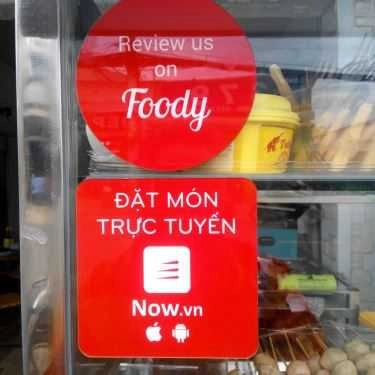 Review us
on
Foody
ĐẶT MÓN
TRỰC TUYẾN
Now.vn